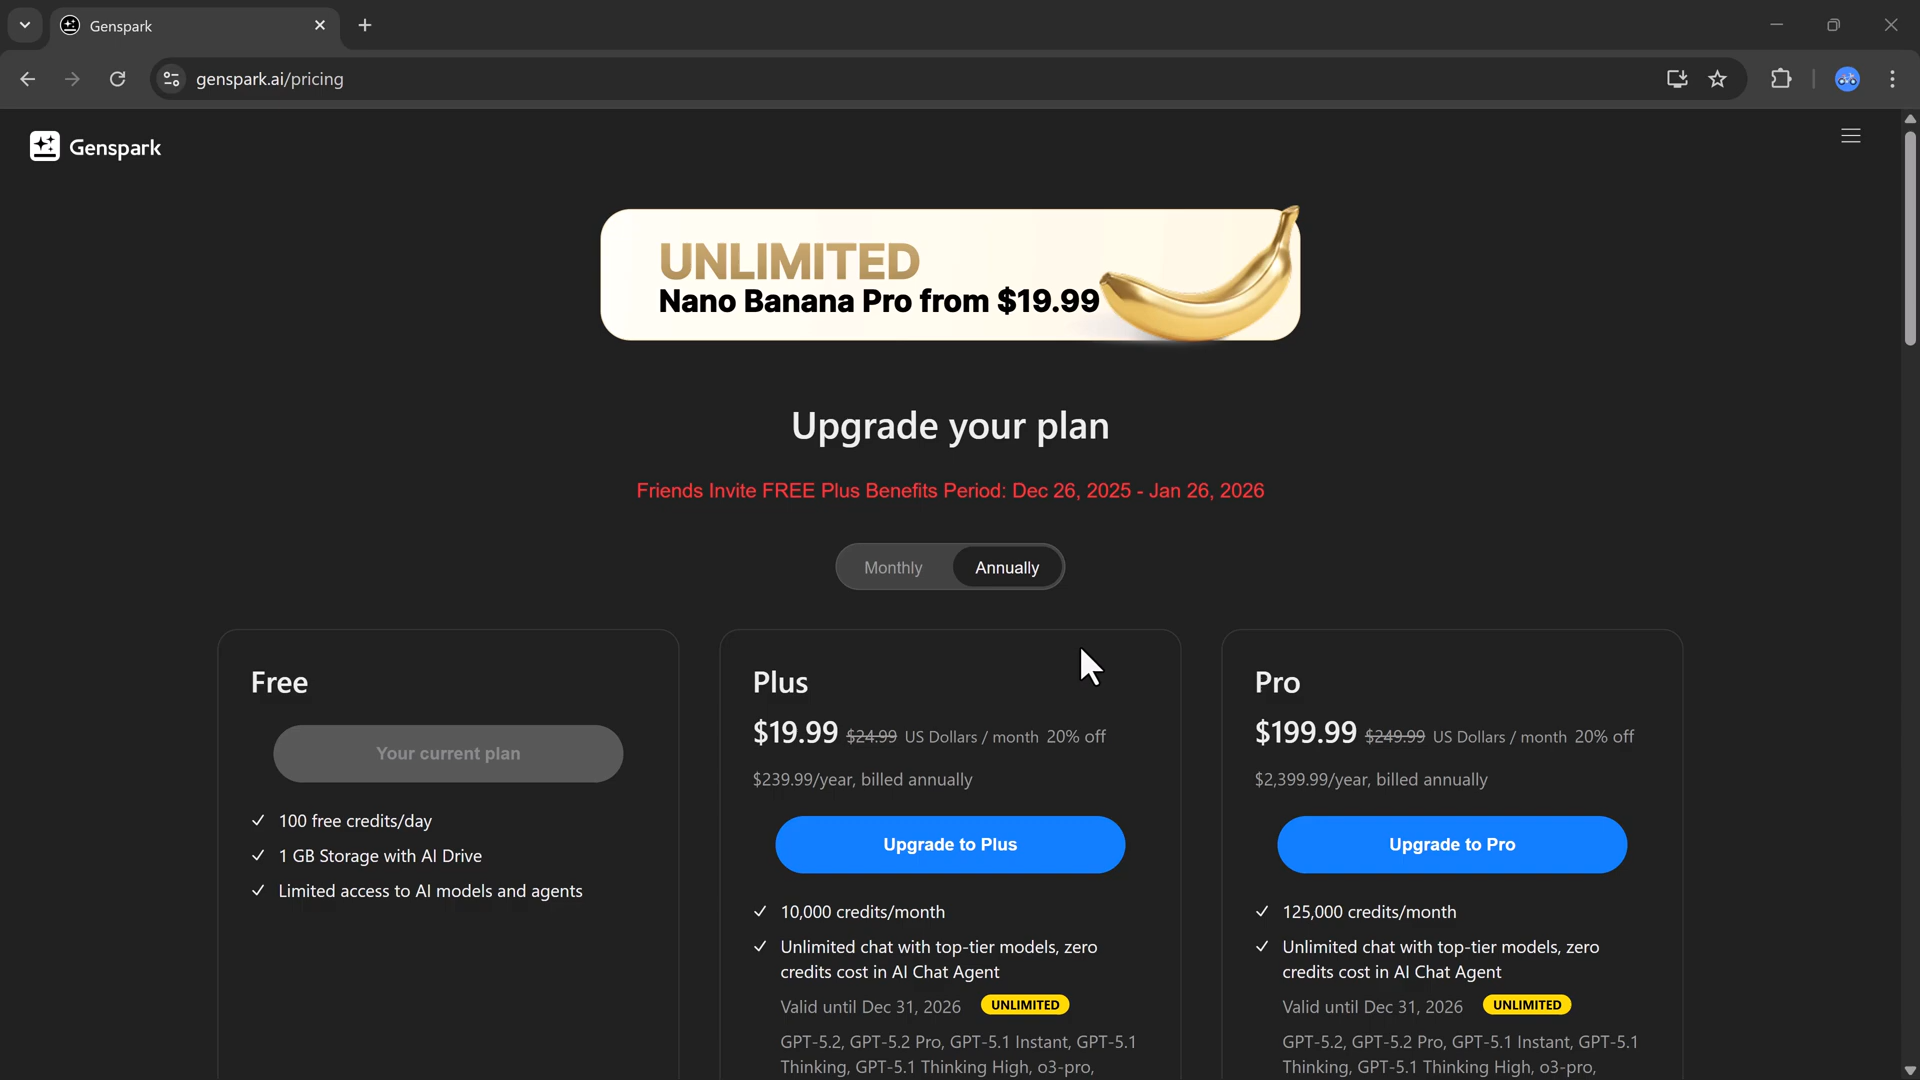 Genspark
genspark.ai/pricing
Genspark
UNLIMITED
Nano Banana Pro from $19.99
Upgrade your plan
Friends Invite FREE Plus Benefits Period: Dec 26, 2025 - Jan 26, 2026
Monthly
Annually
Free
Your current plan
100 free credits/day
1 GB Storage with AI Drive
Limited access to AI models and agents
Plus
$19.99 $24.99 US Dollars / month 20% off
$239.99/year, billed annually
Upgrade to Plus
10,000 credits/month
Unlimited chat with top-tier models, zero
credits cost in AI Chat Agent
Valid until Dec 31, 2026 UNLIMITED
GPT-5.2, GPT-5.2 Pro, GPT-5.1 Instant, GPT-5.1
Thinking, GPT-5.1 Thinking High, o3-pro,
Pro
$199.99 $249.99 US Dollars / month 20% off
$2,399.99/year, billed annually
Upgrade to Pro
125,000 credits/month
Unlimited chat with top-tier models, zero
credits cost in AI Chat Agent
Valid until Dec 31, 2026 UNLIMITED
GPT-5.2, GPT-5.2 Pro, GPT-5.1 Instant, GPT-5.1
Thinking, GPT-5.1 Thinking High, o3-pro,